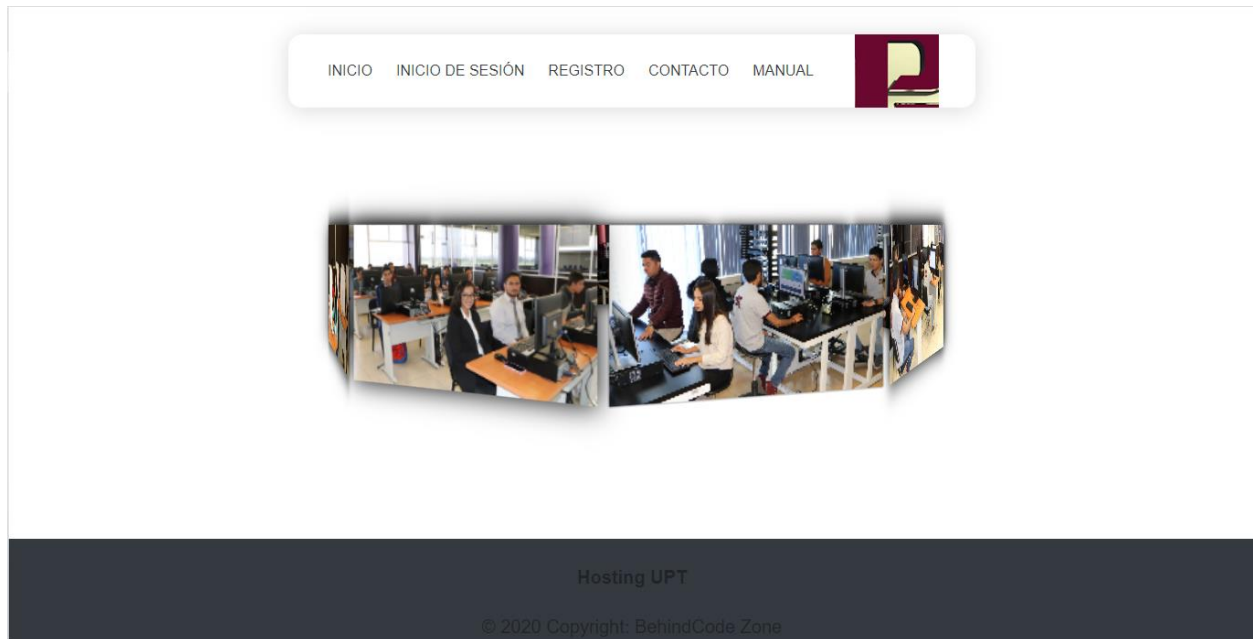 INICIO INICIO DE SESIÓN REGISTRO CONTACTO MANUAL
Hosting UPT
© 2020 Copyright: BehindCode Zone